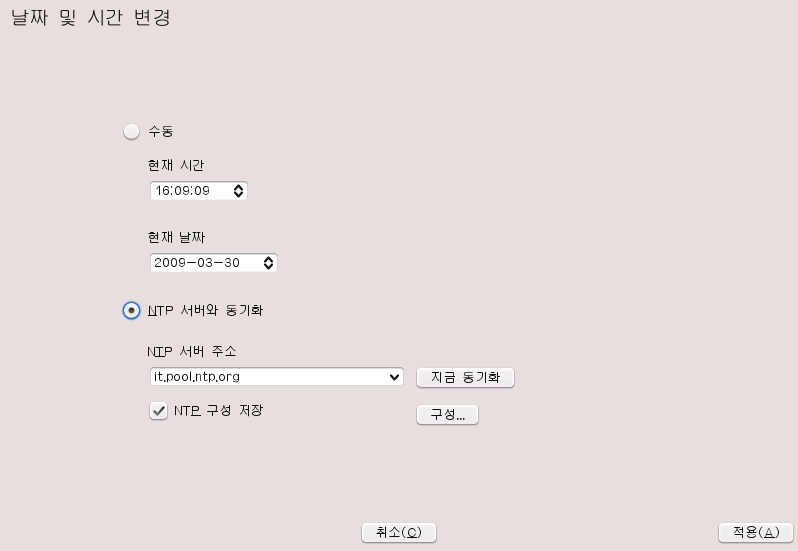 날짜 및 시간 변경
수동
현재 시간
16:09:09
현재 날짜
2009-03-30
NTP 서버와 동기화
NTP 서버 주소
it.pool.ntp.org
지금 동기화
NTP 구성 저장
구성...
취소(C)
적용(A)